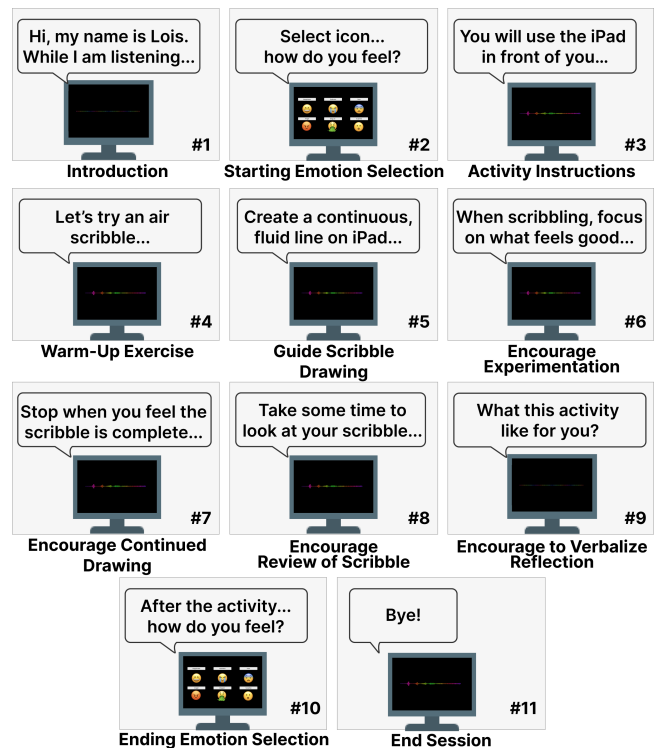 Hi, my name is Lois.
While I am listening...
#1
Introduction
Select icon...
how do you feel?
#2
Starting Emotion Selection
You will use the iPad
in front of you...
#3
Activity Instructions
Let's try an air
scribble...
#4
Warm-Up Exercise
Create a continuous,
fluid line on iPad...
#5
Guide Scribble
Drawing
When scribbling, focus
on what feels good...
#6
Encourage
Experimentation
Stop when you feel the
scribble is complete...
#7
Encourage Continued
Drawing
Take some time to
look at your scribble...
#8
Encourage
Review of Scribble
What this activity
like for you?
#9
Encourage to Verbalize
Reflection
After the activity...
how do you feel?
#10
Ending Emotion Selection
Bye!
#11
End Session